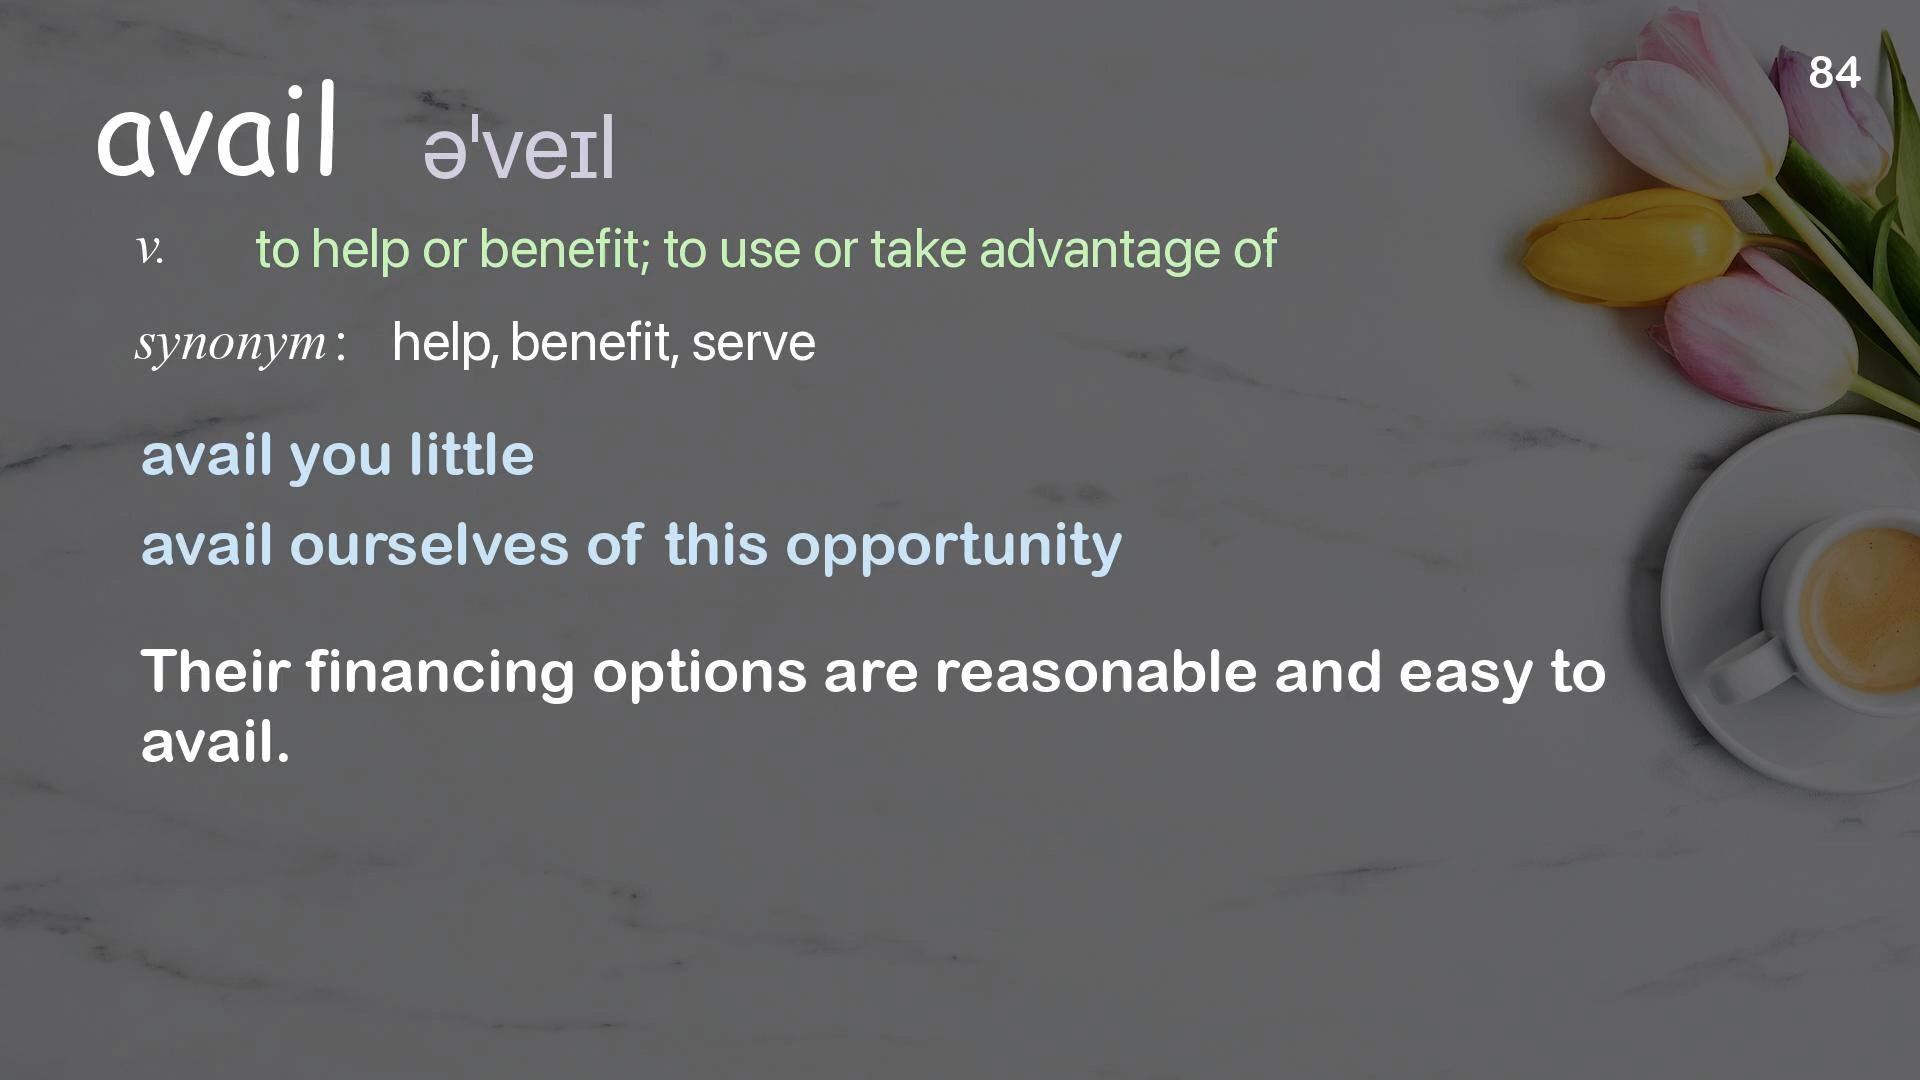 84
avail əˈveɪl
v. to help or benefit; to use or take advantage of
synonym: help, benefit, serve
avail you little
avail ourselves of this opportunity
Their financing options are reasonable and easy to
avail.